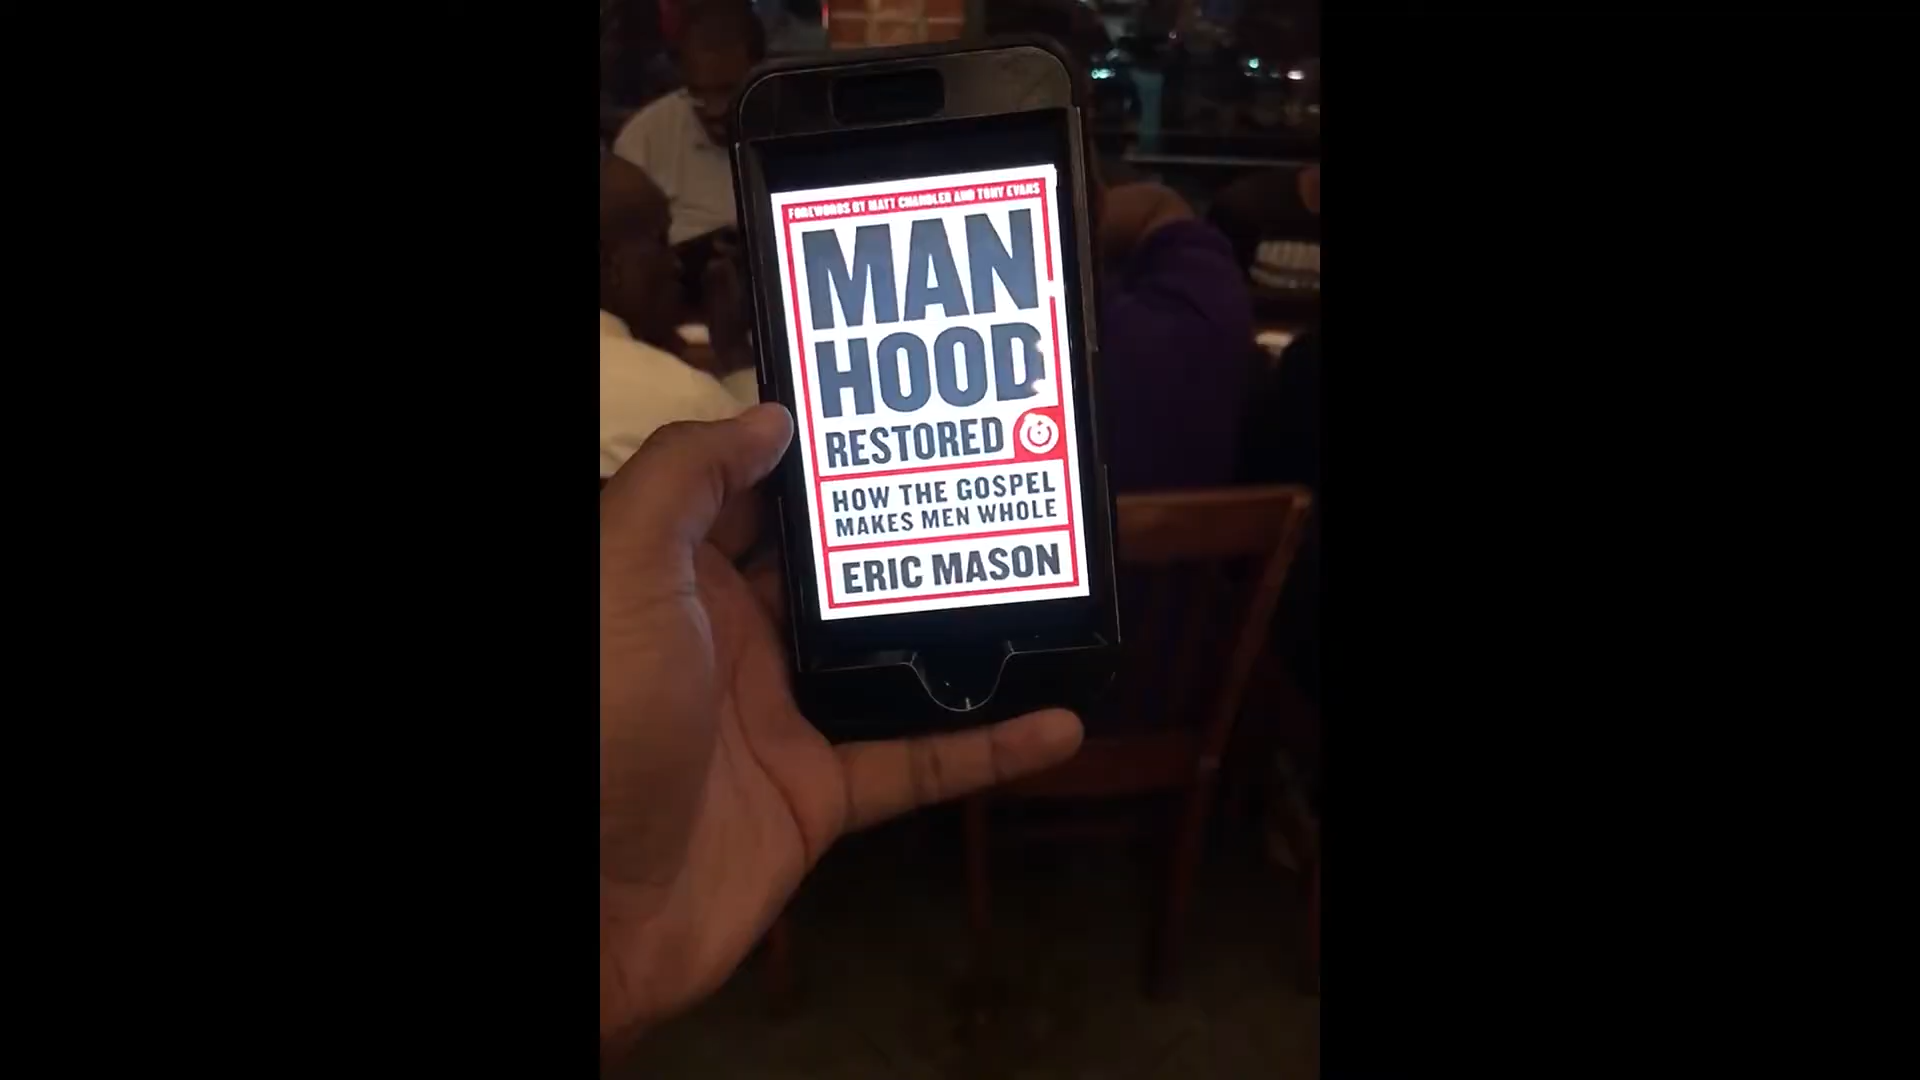 FOREWORDS BY MATT CHANDLER AND TONY EVANS
MAN
HOOD
RESTORED
HOW THE GOSPEL
MAKES MEN WHOLE
ERIC MASON